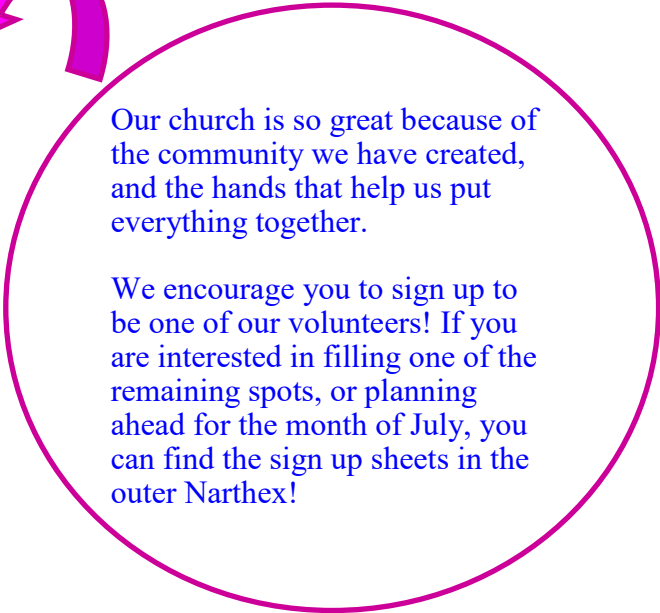 Our church is so great because of
the community we have created,
and the hands that help us put
everything together.
We encourage you to sign up to
be one of our volunteers! If you
are interested in filling one of the
remaining spots, or planning
ahead for the month of July, you
can find the sign up sheets in the
outer Narthex!